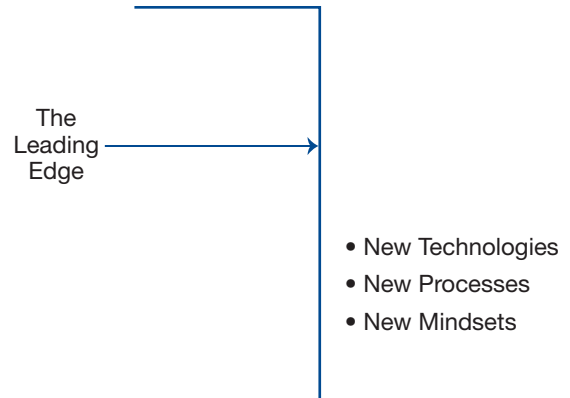 The
Leading
Edge
• New Technologies
• New Processes
• New Mindsets